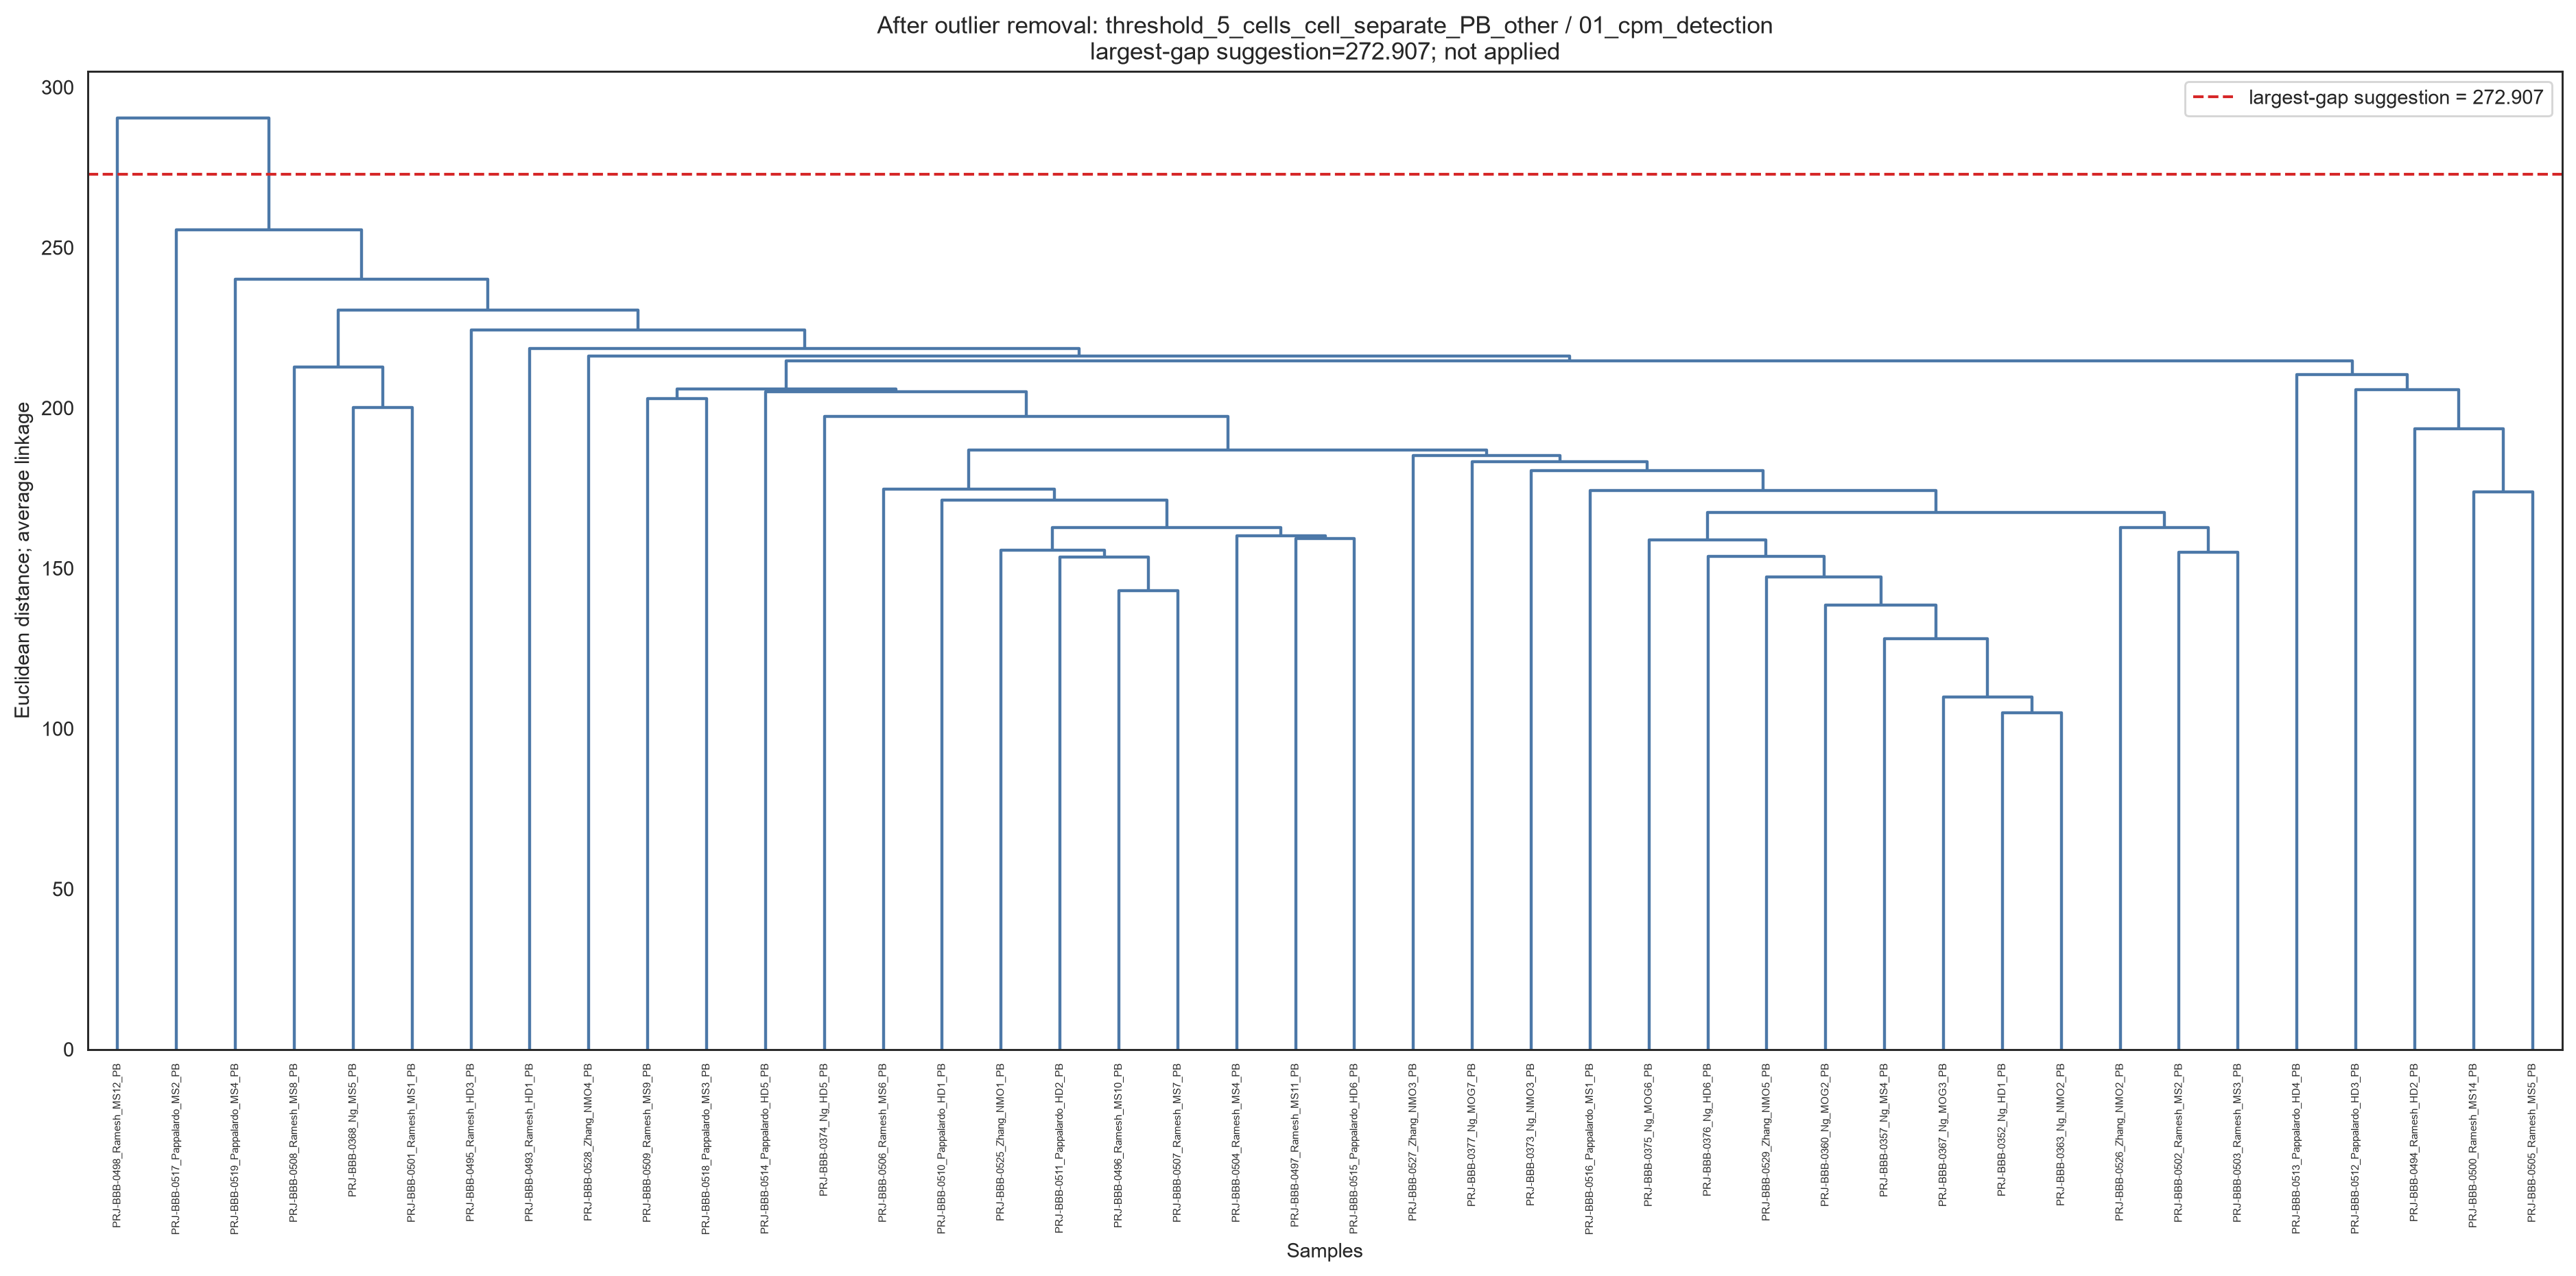 After outlier removal: threshold_5_cells_cell_separate_PB_other / 01_cpm_detection
largest-gap suggestion=272.907; not applied
largest-gap suggestion = 272.907
Euclidean distance; average linkage
300
250
200
150
100
50
0
PRJ-BBB-0498_Ramesh_MS12_PB
PRJ-BBB-0517_Pappalardo_MS2_PB
PRJ-BBB-0519_Pappalardo_MS4_PB
PRJ-BBB-0508_Ramesh_MS8_PB
PRJ-BBB-0368_Ng_MS5_PB
PRJ-BBB-0501_Ramesh_MS1_PB
PRJ-BBB-0495_Ramesh_HD3_PB
PRJ-BBB-0493_Ramesh_HD1_PB
PRJ-BBB-0528_Zhang_NMO4_PB
PRJ-BBB-0509_Ramesh_MS9_PB
PRJ-BBB-0518_Pappalardo_MS3_PB
PRJ-BBB-0514_Pappalardo_HD5_PB
PRJ-BBB-0374_Ng_HD5_PB
PRJ-BBB-0506_Ramesh_MS6_PB
PRJ-BBB-0510_Pappalardo_HD1_PB
PRJ-BBB-0525_Zhang_NMO1_PB
PRJ-BBB-0511_Pappalardo_HD2_PB
PRJ-BBB-0496_Ramesh_MS10_PB
PRJ-BBB-0507_Ramesh_MS7_PB
PRJ-BBB-0504_Ramesh_MS4_PB
PRJ-BBB-0497_Ramesh_MS11_PB
PRJ-BBB-0515_Pappalardo_HD6_PB
PRJ-BBB-0527_Zhang_NMO3_PB
PRJ-BBB-0377_Ng_MOG7_PB
PRJ-BBB-0373_Ng_NMO3_PB
PRJ-BBB-0516_Pappalardo_MS1_PB
PRJ-BBB-0375_Ng_MOG6_PB
PRJ-BBB-0376_Ng_HD6_PB
PRJ-BBB-0529_Zhang_NMO5_PB
PRJ-BBB-0360_Ng_MOG2_PB
PRJ-BBB-0357_Ng_MS4_PB
PRJ-BBB-0367_Ng_MOG3_PB
PRJ-BBB-0352_Ng_HD1_PB
PRJ-BBB-0363_Ng_NMO2_PB
PRJ-BBB-0526_Zhang_NMO2_PB
PRJ-BBB-0502_Ramesh_MS2_PB
PRJ-BBB-0503_Ramesh_MS3_PB
PRJ-BBB-0513_Pappalardo_HD4_PB
PRJ-BBB-0512_Pappalardo_HD3_PB
PRJ-BBB-0494_Ramesh_HD2_PB
PRJ-BBB-0500_Ramesh_MS14_PB
PRJ-BBB-0505_Ramesh_MS5_PB
Samples